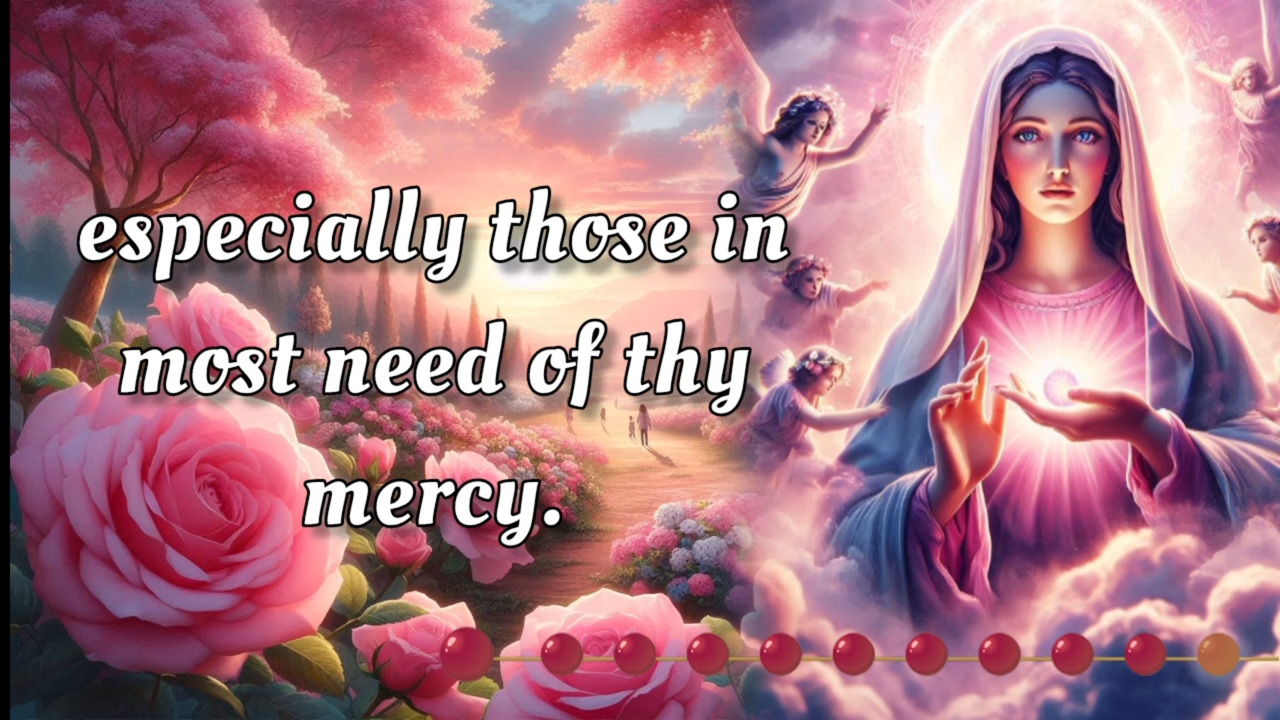 especially those in
most need of thy
mercy.